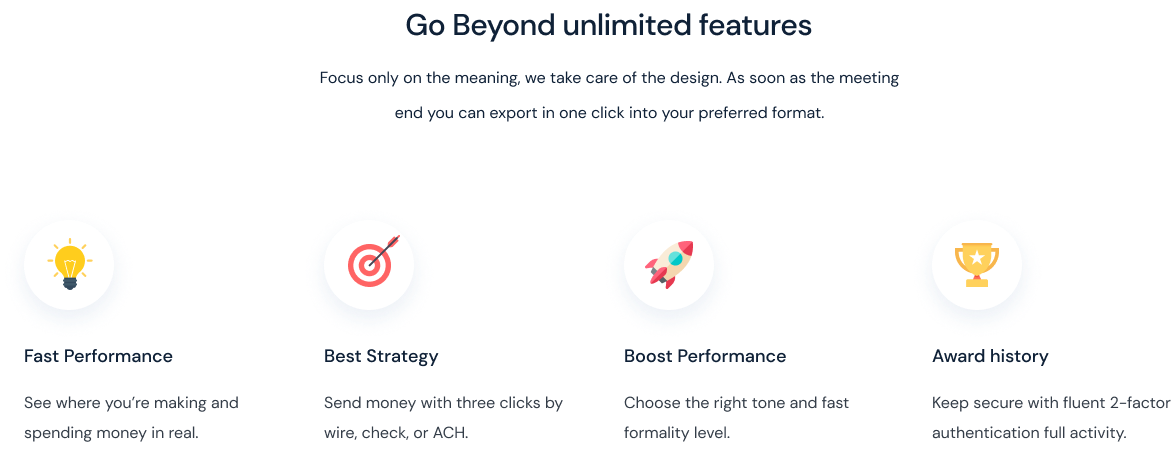 Go Beyond unlimited features
Focus only on the meaning, we take care of the design. As soon as the meeting
end you can export in one click into your preferred format.
Fast Performance
See where you’re making and
spending money in real.
Best Strategy
Send money with three clicks by
wire, check, or ACH.
Boost Performance
Choose the right tone and fast
formality level.
Award history
Keep secure with fluent 2-factor
authentication full activity.